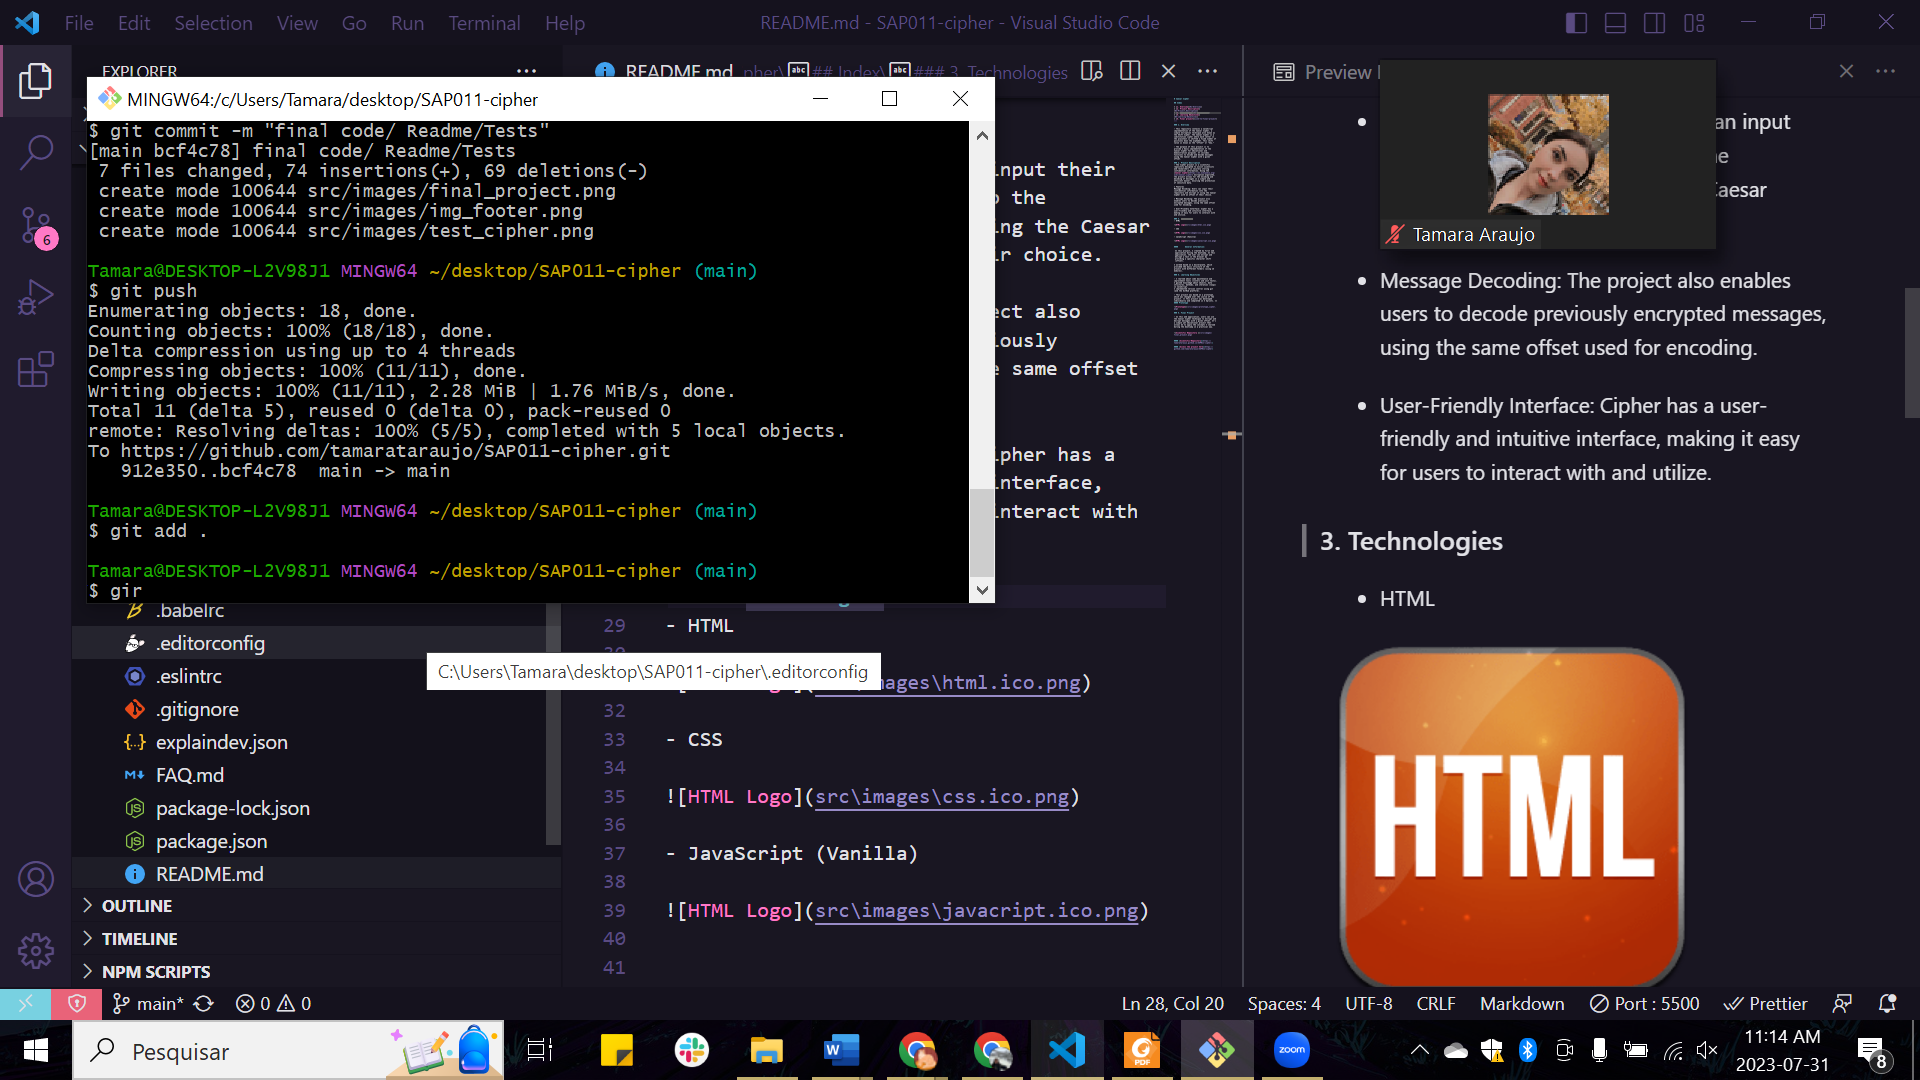 File Edit Selection View Go Run Terminal Help
README.md - SAP011-cipher - Visual Studio Code
EXPLORER
README.md
## Index\ ### 3. Technologies
Preview
MINGW64:/c/Users/Tamara/desktop/SAP011-cipher
$ git commit -m "final code/ Readme/Tests"
[main bcf4c78] final code/ Readme/Tests
7 files changed, 74 insertions(+), 69 deletions(-)
create mode 100644 src/images/final_project.png
create mode 100644 src/images/img_footer.png
create mode 100644 src/images/test_cipher.png
Tamara@DESKTOP-L2V98J1 MINGW64 ~/desktop/SAP011-cipher (main)
$ git push
Enumerating objects: 18, done.
Counting objects: 100% (18/18), done.
Delta compression using up to 4 threads
Compressing objects: 100% (11/11), done.
Writing objects: 100% (11/11), 2.28 MiB | 1.76 MiB/s, done.
Total 11 (delta 5), reused 0 (delta 0), pack-reused 0
remote: Resolving deltas: 100% (5/5), completed with 5 local objects.
To https://github.com/tamarataraujo/SAP011-cipher.git
912e350..bcf4c78 main -> main
Tamara@DESKTOP-L2V98J1 MINGW64 ~/desktop/SAP011-cipher (main)
$ git add .
Tamara@DESKTOP-L2V98J1 MINGW64 ~/desktop/SAP011-cipher (main)
$ gir
6
.babelrc
.editorconfig
C:\Users\Tamara\desktop\SAP011-cipher\.editorconfig
.eslintrc
.gitignore
explaindev.json
FAQ.md
package-lock.json
package.json
README.md
OUTLINE
TIMELINE
NPM SCRIPTS
input their
the
ing the Caesar
ir choice.
ect also
iously
same offset
ipher has a
interface,
interact with
29 - HTML
ages\html.ico.png)
32
33 - CSS
34
35 ![HTML Logo](src\images\css.ico.png)
36
37 - JavaScript (Vanilla)
38
39 ![HTML Logo](src\images\javacript.ico.png)
40
41
an input
Caesar
Tamara Araujo
• Message Decoding: The project also enables
users to decode previously encrypted messages,
using the same offset used for encoding.
• User-Friendly Interface: Cipher has a user-
friendly and intuitive interface, making it easy
for users to interact with and utilize.
3. Technologies
• HTML
HTML
main* 0 0
Ln 28, Col 20 Spaces: 4 UTF-8 CRLF Markdown Port : 5500 Prettier
Pesquisar
W
PDF
zoom
11:14 AM
2023-07-31
8